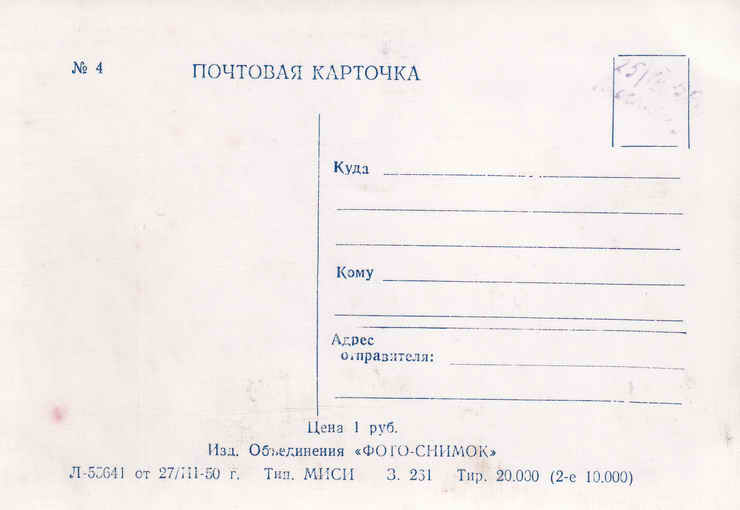 № 4
ПОЧТОВАЯ КАРТОЧКА
Куда
Кому
Адрес
отправителя:
Цена 1 руб.
Изд. Объединения «ФОТО-СНИМОК»
Л-55641 от 27/III-50 г. Тип. МИСИ З. 231 Тир. 20.000 (2-е 10.000)